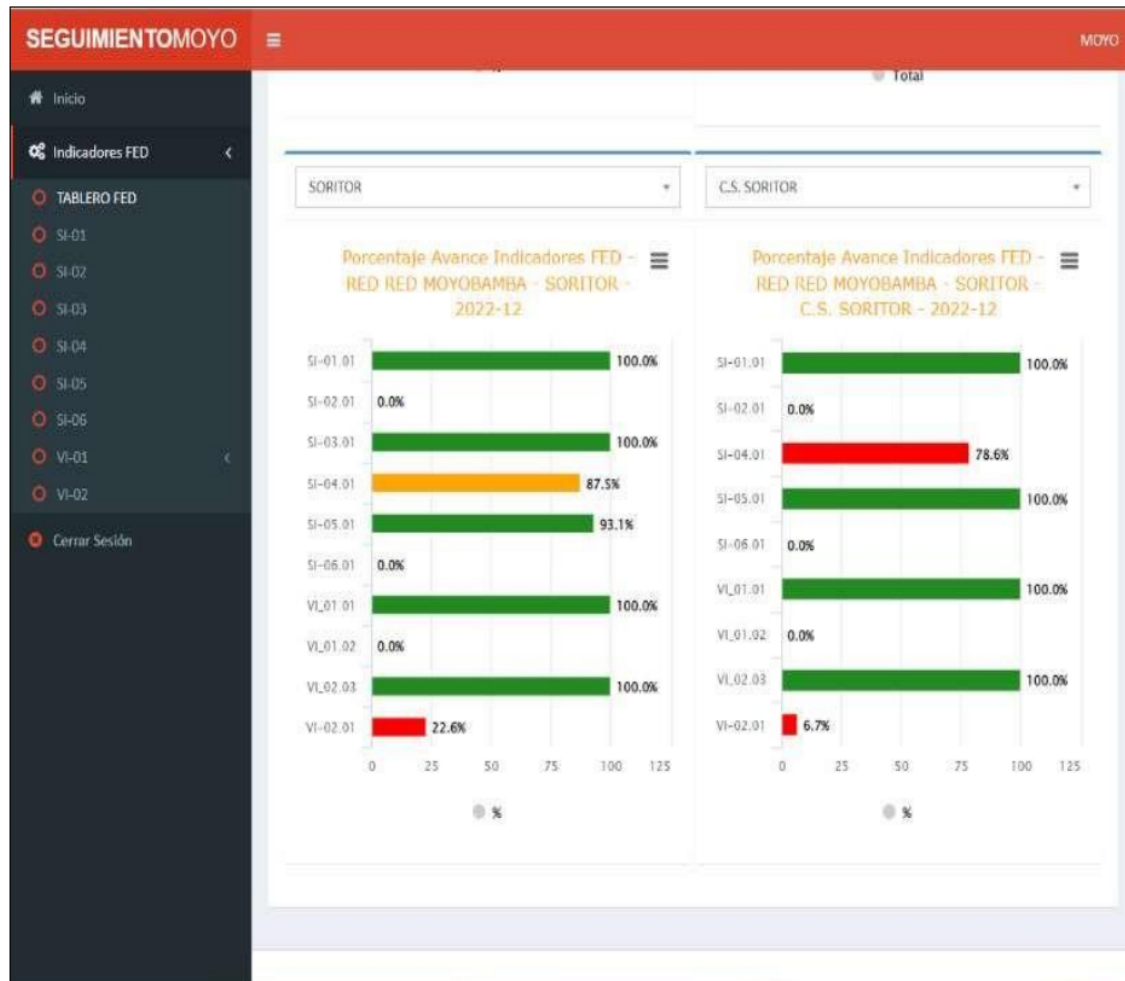 SEGUIMIENTOMOYO
MOYO
Inicio
Indicadores FED
TABLERO FED
SI-01
SI-02
SI-03
SI-04
SI-05
SI-06
VI-01
VI-02
Cerrar Sesión
Total
SORITOR
Porcentaje Avance Indicadores FED -
RED RED MOYOBAMBA - SORITOR -
2022-12
SI-01.01
100.0%
SI-02.01
0.0%
SI-03.01
100.0%
SI-04.01
87.5%
SI-05.01
93.1%
SI-06.01
0.0%
VI_01.01
100.0%
VI_01.02
0.0%
VI_02.03
100.0%
VI-02.01
22.6%
0 25 50 75 100 125
%
C.S. SORITOR
Porcentaje Avance Indicadores FED -
RED RED MOYOBAMBA - SORITOR -
C.S. SORITOR - 2022-12
SI-01.01
100.0%
SI-02.01
0.0%
SI-04.01
78.6%
SI-05.01
100.0%
SI-06.01
0.0%
VI_01.01
100.0%
VI_01.02
0.0%
VI_02.03
100.0%
VI-02.01
6.7%
0 25 50 75 100 125
%